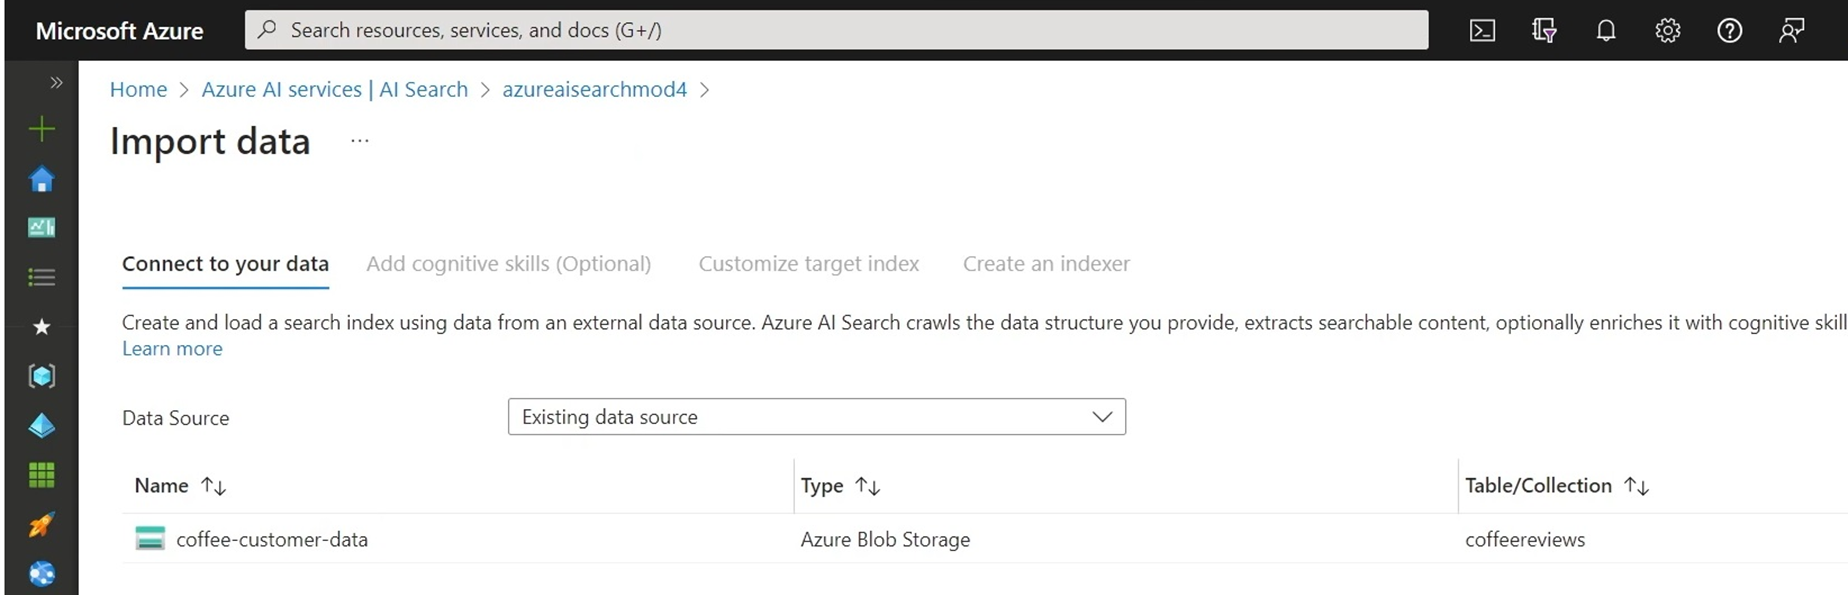 Microsoft Azure
Search resources, services, and docs (G+/)
Home > Azure AI services | AI Search > azureaisearchmod4 >
Import data ...
Connect to your data Add cognitive skills (Optional) Customize target index Create an indexer
Create and load a search index using data from an external data source. Azure AI Search crawls the data structure you provide, extracts searchable content, optionally enriches it with cognitive skill
Learn more
Data Source Existing data source
Name ↑↓ Type ↑↓ Table/Collection ↑↓
coffee-customer-data Azure Blob Storage coffeereviews